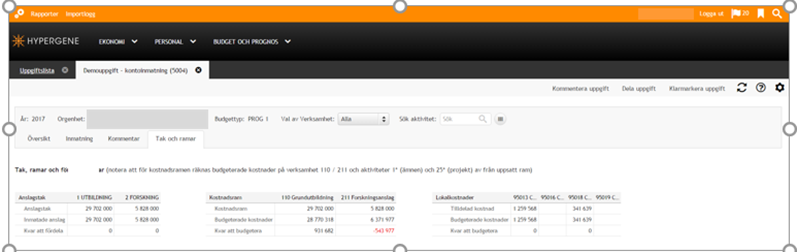 Rapporter Importlogg Logga ut 20
HYPERGENE EKONOMI PERSONAL BUDGET OCH PROGNOS
Uppgiftslista Demouppgift - kontoinmatning (5004)
Kommentera uppgift Dela uppgift Klarmarkera uppgift
År: 2017 Orgenhet: Budgettyp: PROG 1 Val av Verksamhet: Alla Sök aktivitet: Sök
Översikt Inmatning Kommentar Tak och ramar
Tak, ramar och fix ar (notera att för kostnadsramen räknas budgeterade kostnader på verksamhet 110 / 211 och aktiviteter 1* (ämnen) och 25* (projekt) av från uppsatt ram)
Anslagstak 1 UTBILDNING 2 FORSKNING Kostnadsram 110 Grundutbildning 211 Forskningsanslag Lokalkostnader 95013 C... 95016 C... 95018 C... 95019 C...
Anslagstak 29 702 000 5 828 000 Kostnadsram 29 702 000 5 828 000 Tilldelad kostnad 1 259 568 341 639
Inmatade anslag 29 702 000 5 828 000 Budgeterade kostnader 28 770 318 6 371 977 Budgeterade kostnader 1 259 568 341 639
Kvar att fördela 0 0 Kvar att budgetera 931 682 -543 977 Kvar att budgetera 0 0